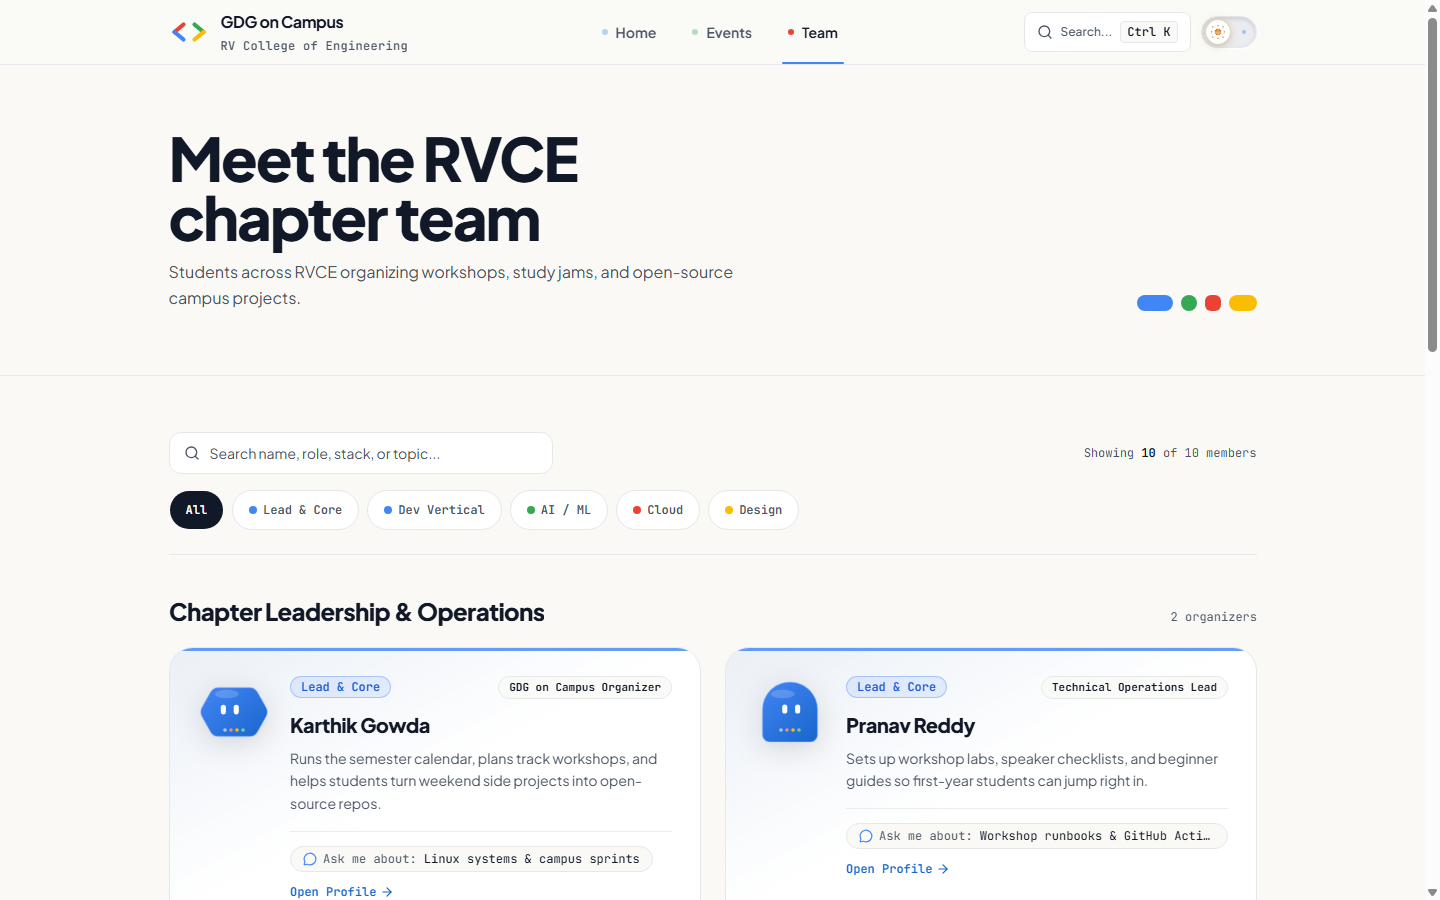 GDG on Campus
RV College of Engineering
Home
Events
Team
Search...
Ctrl K
Meet the RVCE
chapter team
Students across RVCE organizing workshops, study jams, and open-source
campus projects.
Search name, role, stack, or topic...
Showing 10 of 10 members
All
Lead & Core
Dev Vertical
AI / ML
Cloud
Design
Chapter Leadership & Operations
2 organizers
Lead & Core
GDG on Campus Organizer
Karthik Gowda
Runs the semester calendar, plans track workshops, and
helps students turn weekend side projects into open-
source repos.
Ask me about: Linux systems & campus sprints
Open Profile
Lead & Core
Technical Operations Lead
Pranav Reddy
Sets up workshop labs, speaker checklists, and beginner
guides so first-year students can jump right in.
Ask me about: Workshop runbooks & GitHub Acti…
Open Profile